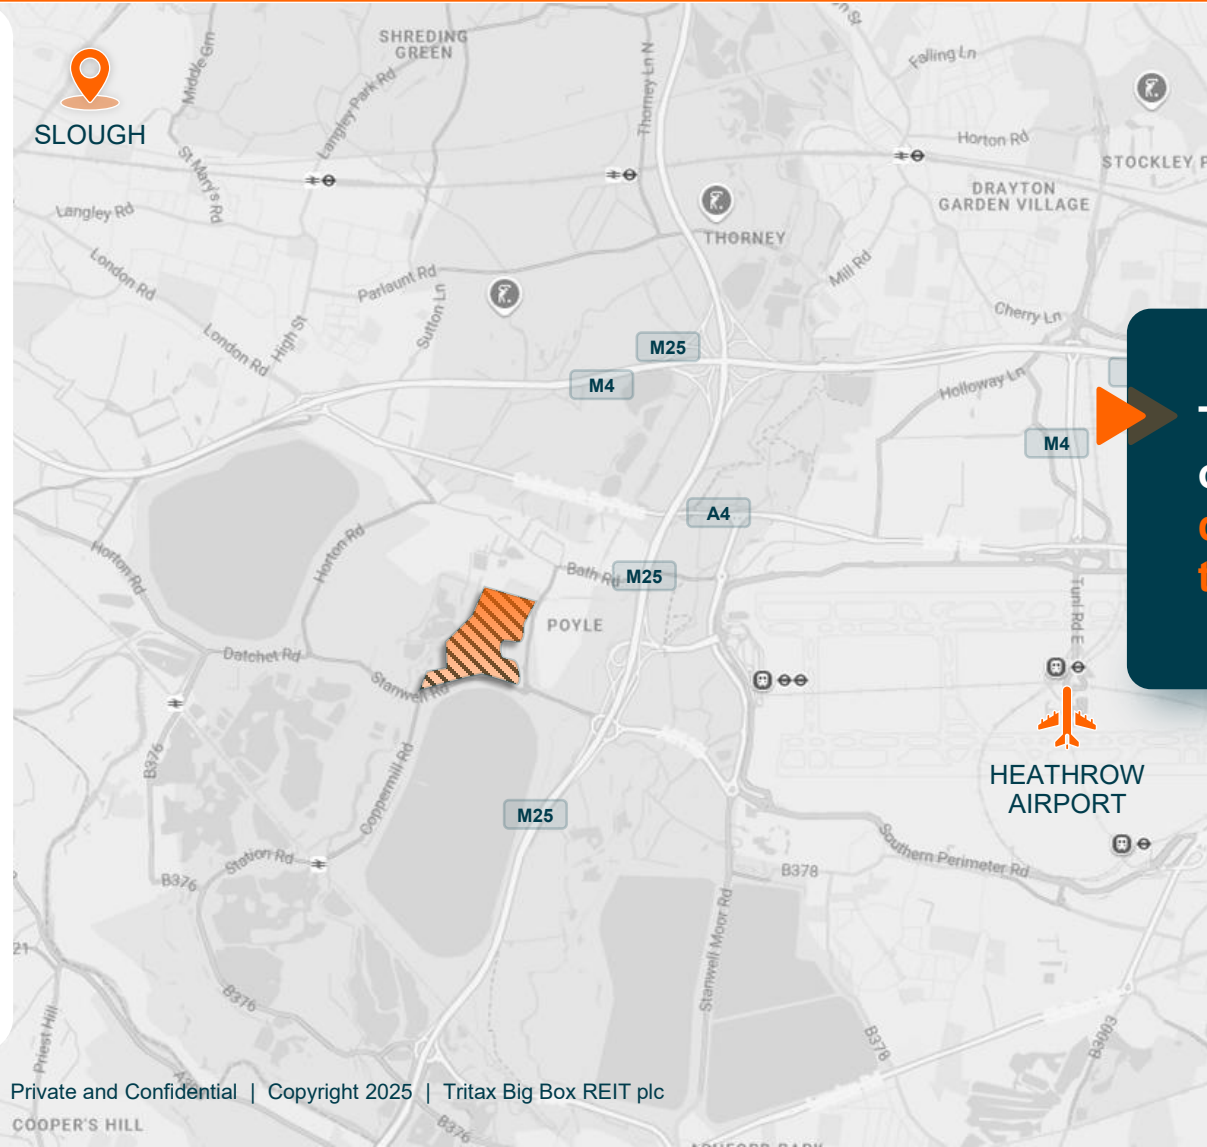 SHREDING
GREEN
Middle Grn
Langley Park Rd
Thorney Ln N
Falling Ln
SLOUGH
Horton Rd
STOCKLEY P
St Mary's Rd
DRAYTON
GARDEN VILLAGE
Langley Rd
THORNEY
London Rd
Parlaunt Rd
Mill Rd
Sutton Ln
Cherry Ln
London Rd
High St
M25
M4
Holloway Ln
M4
A4
Horton Rd
Horton Rd
Bath Rd
M25
POYLE
Tunl Rd E
Datchet Rd
Stanwell Rd
B376
HEATHROW
AIRPORT
Coppermill Rd
M25
Station Rd
B376
Southern Perimeter Rd
B378
Stanwell Moor Rd
21
B376
Priest Hill
B378
B3003
Private and Confidential | Copyright 2025 | Tritax Big Box REIT plc
COOPER'S HILL
B376